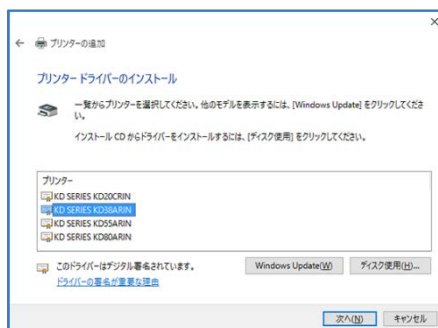 プリンターの追加
プリンター ドライバーのインストール
一覧からプリンターを選択してください。他のモデルを表示するには、[Windows Update] をクリックしてくださ
い。
インストール CD からドライバーをインストールするには、[ディスク使用] をクリックしてください。
プリンター
KD SERIES KD20CRIN
KD SERIES KD38ARIN
KD SERIES KD55ARIN
KD SERIES KD80ARIN
このドライバーはデジタル署名されています。
ドライバーの署名が重要な理由
Windows Update(W)
ディスク使用(H)...
次へ(N)
キャンセル